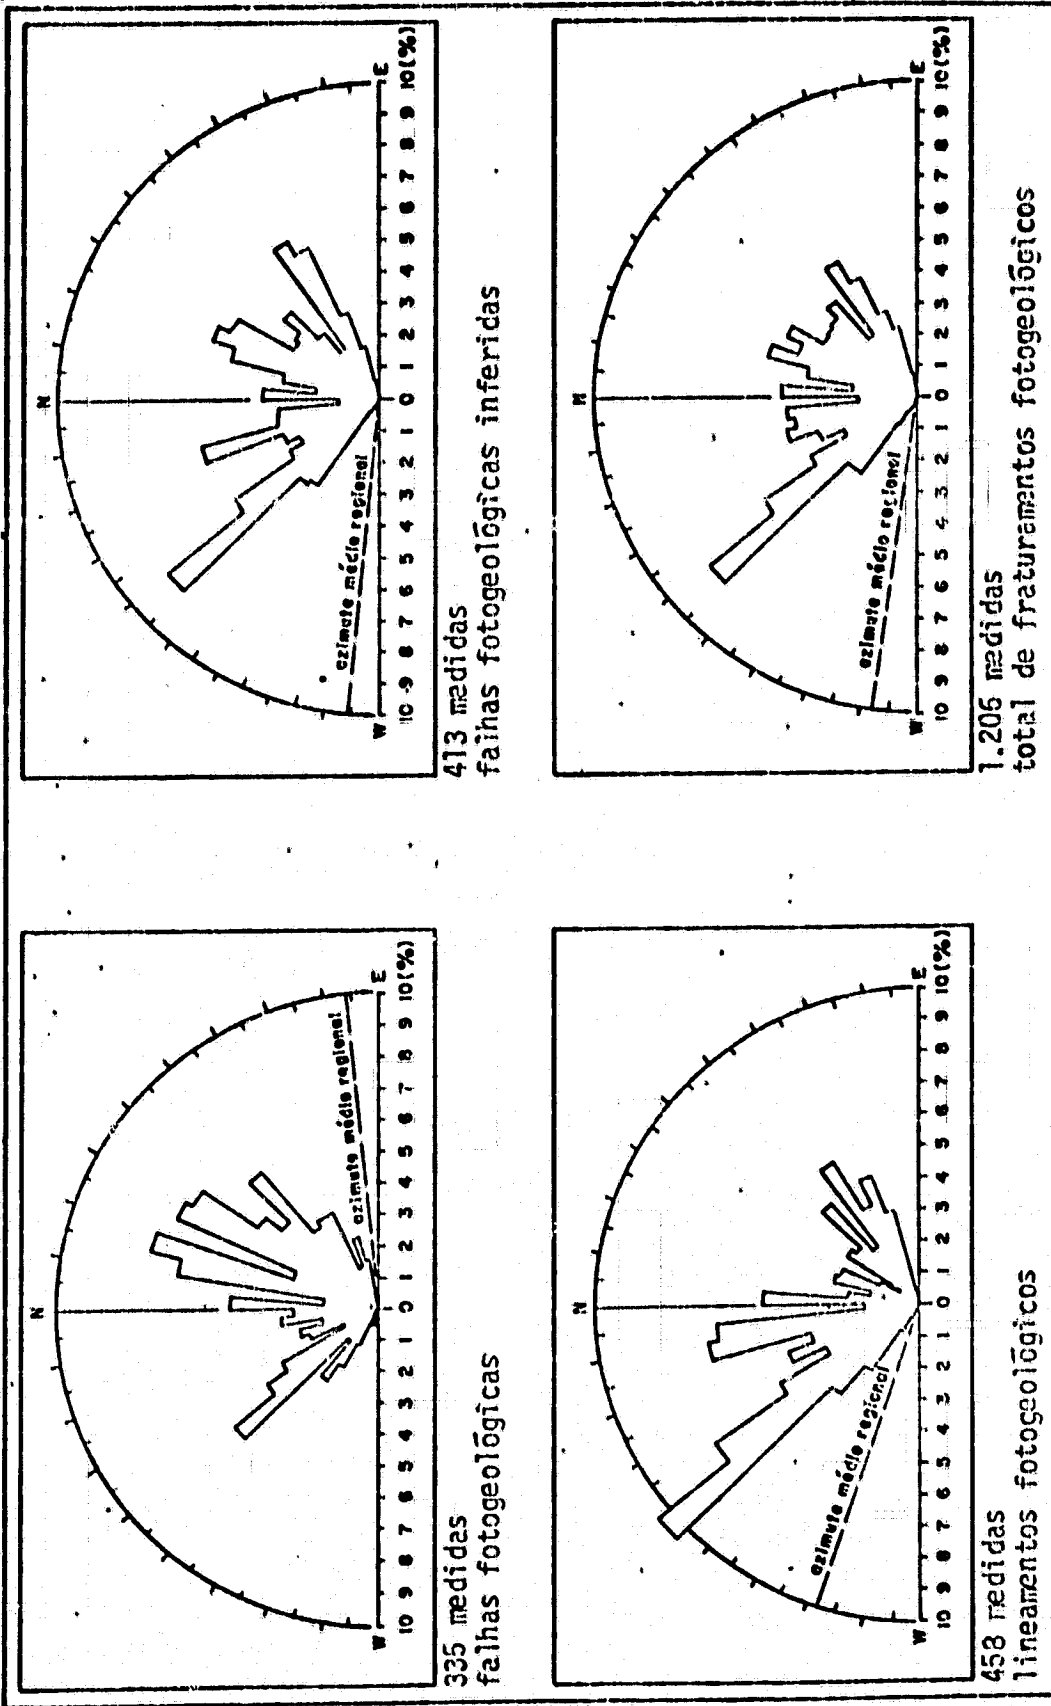 N
azimute médio regional
W E
10 9 8 7 6 5 4 3 2 1 0 1 2 3 4 5 6 7 8 9 10(%)
335 medidas
falhas fotogeológicas
N
azimute médio regional
W E
10 9 8 7 6 5 4 3 2 1 0 1 2 3 4 5 6 7 8 9 10(%)
413 medidas
falhas fotogeológicas inferidas
N
azimute médio regional
W E
10 9 8 7 6 5 4 3 2 1 0 1 2 3 4 5 6 7 8 9 10(%)
458 medidas
lineamentos fotogeológicos
N
azimute médio regional
W E
10 9 8 7 6 5 4 3 2 1 0 1 2 3 4 5 6 7 8 9 10(%)
1.206 medidas
total de fraturamentos fotogeológicos